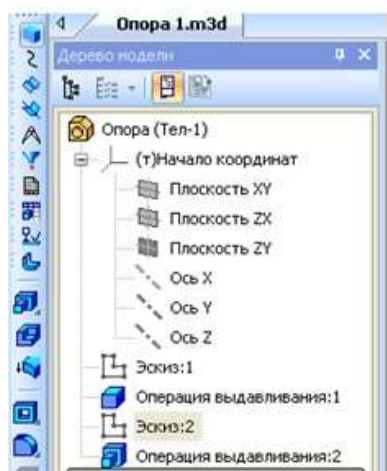 Опора 1.m3d
Дерево модели
Опора (Тел-1)
(т)Начало координат
Плоскость XY
Плоскость ZX
Плоскость ZY
Ось X
Ось Y
Ось Z
Эскиз:1
Операция выдавливания:1
Эскиз:2
Операция выдавливания:2